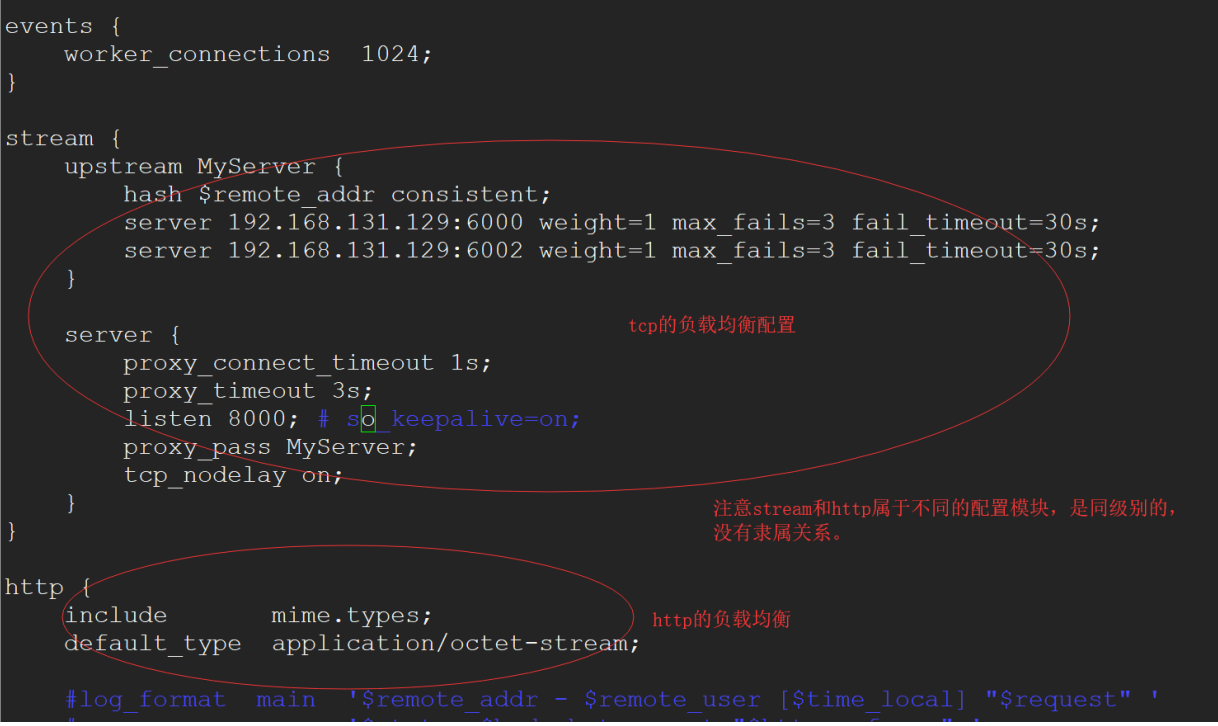 events {
    worker_connections  1024;
}
stream {
    upstream MyServer {
        hash $remote_addr consistent;
        server 192.168.131.129:6000 weight=1 max_fails=3 fail_timeout=30s;
        server 192.168.131.129:6002 weight=1 max_fails=3 fail_timeout=30s;
    }
tcp的负载均衡配置
    server {
        proxy_connect_timeout 1s;
        proxy_timeout 3s;
        listen 8000; # so_keepalive=on;
        proxy_pass MyServer;
        tcp_nodelay on;
    }
}
注意stream和http属于不同的配置模块，是同级别的，
没有隶属关系。
http {
    include       mime.types;
    default_type  application/octet-stream;
http的负载均衡
    #log_format  main  '$remote_addr - $remote_user [$time_local] "$request" '